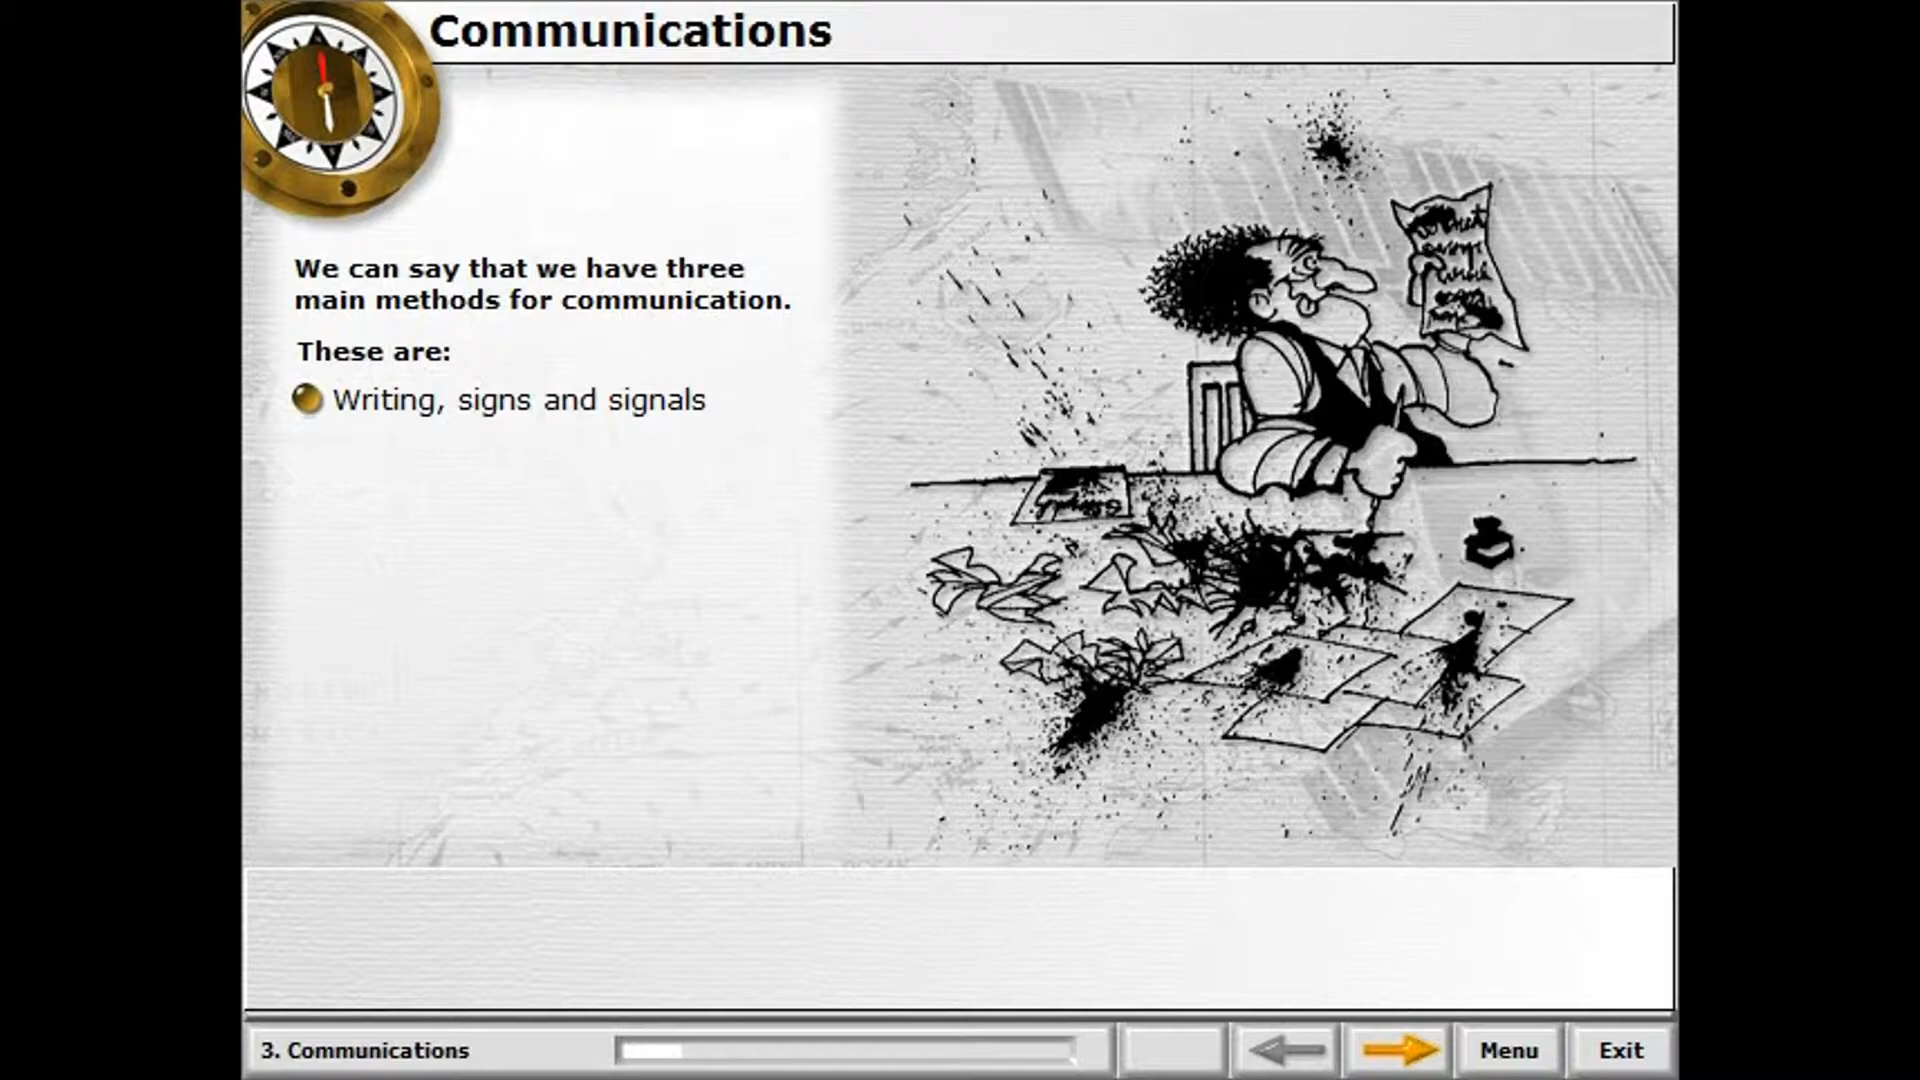 Communications
We can say that we have three
main methods for communication.
These are:
Writing, signs and signals
3. Communications
Menu
Exit